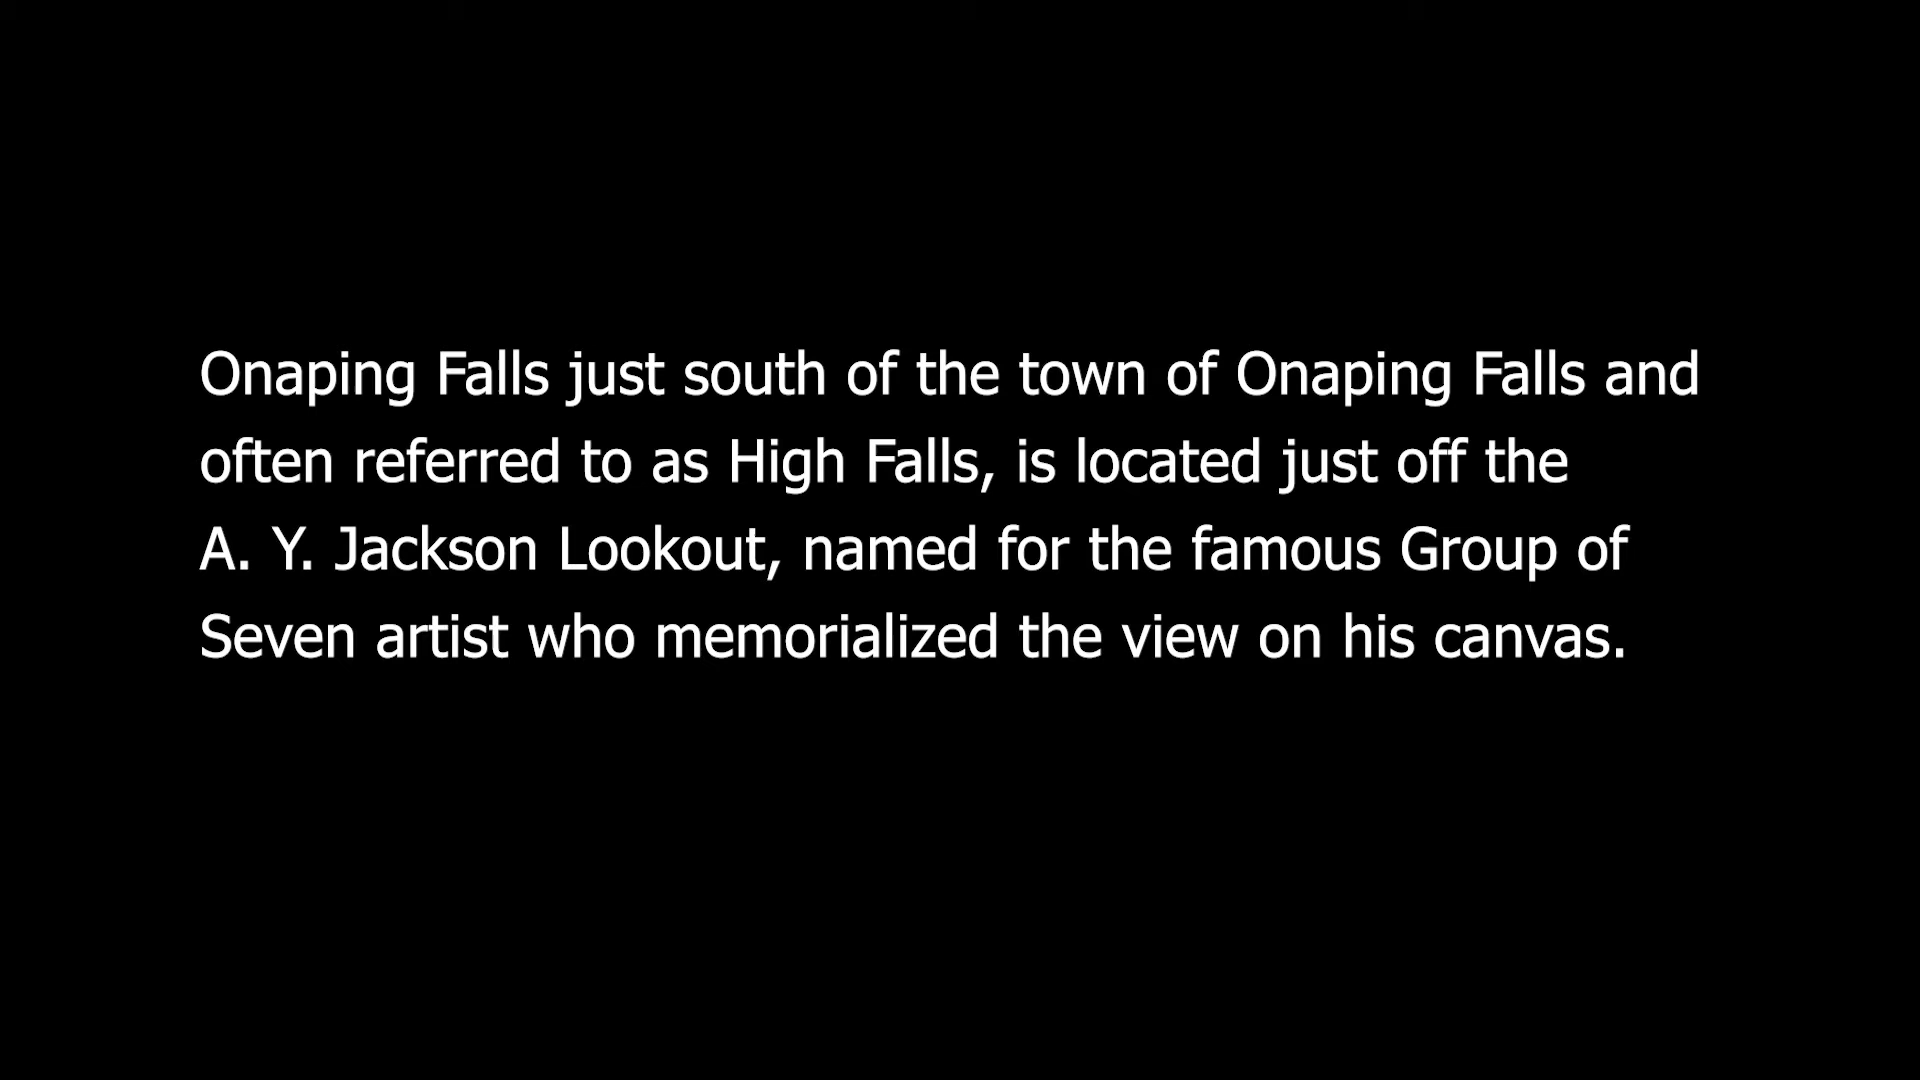 Onaping Falls just south of the town of Onaping Falls and
often referred to as High Falls, is located just off the
A. Y. Jackson Lookout, named for the famous Group of
Seven artist who memorialized the view on his canvas.